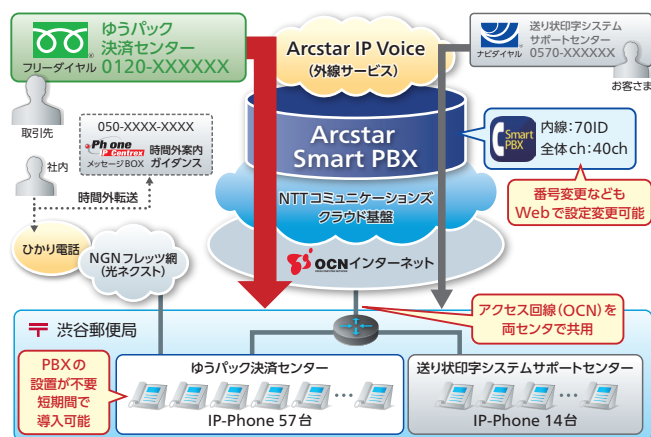 ゆうパック
決済センター
フリーダイヤル 0120-XXXXXX
取引先
社内
050-XXXX-XXXX
Phone
IP Centrex
メッセージBOX
時間外案内
ガイダンス
時間外転送
ひかり電話
NGNフレッツ網
(光ネクスト)
Arcstar IP Voice
(外線サービス)
Arcstar
Smart PBX
NTTコミュニケーションズ
クラウド基盤
OCNインターネット
送り状印字システム
サポートセンター
ナビダイヤル 0570-XXXXXX
お客さま
Smart
PBX
内線:70ID
全体ch:40ch
番号変更なども
Webで設定変更可能
アクセス回線(OCN)を
両センタで共用
渋谷郵便局
PBXの
設置が不要
短期間で
導入可能
ゆうパック決済センター
IP-Phone 57台
送り状印字システムサポートセンター
IP-Phone 14台